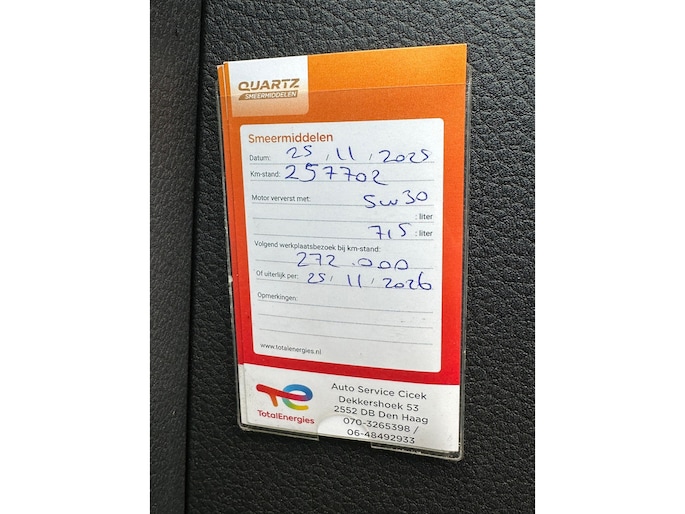 QUARTZ
SMEERMIDDELEN
Smeermiddelen
Datum: 25 / 11 / 2025
Km-stand: 257702
Motor ververst met: 5w30
: liter
7,5 : liter
Volgend werkplaatsbezoek bij km-stand:
272.000
Of uiterlijk per: 25 / 11 / 2026
Opmerkingen:
www.totalenergies.nl
TotalEnergies
Auto Service Cicek
Dekkershoek 53
2552 DB Den Haag
070-3265398 /
06-48492933